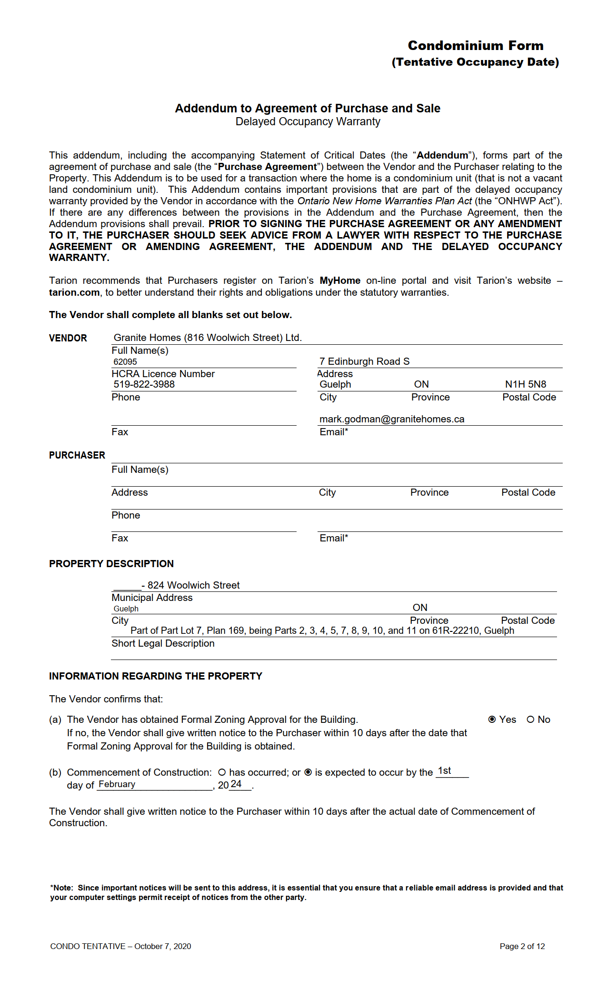 Condominium Form
(Tentative Occupancy Date)
Addendum to Agreement of Purchase and Sale
Delayed Occupancy Warranty
This addendum, including the accompanying Statement of Critical Dates (the “Addendum”), forms part of the
agreement of purchase and sale (the “Purchase Agreement”) between the Vendor and the Purchaser relating to the
Property. This Addendum is to be used for a transaction where the home is a condominium unit (that is not a vacant
land condominium unit). This Addendum contains important provisions that are part of the delayed occupancy
warranty provided by the Vendor in accordance with the Ontario New Home Warranties Plan Act (the “ONHWP Act”).
If there are any differences between the provisions in the Addendum and the Purchase Agreement, then the
Addendum provisions shall prevail. PRIOR TO SIGNING THE PURCHASE AGREEMENT OR ANY AMENDMENT
TO IT, THE PURCHASER SHOULD SEEK ADVICE FROM A LAWYER WITH RESPECT TO THE PURCHASE
AGREEMENT OR AMENDING AGREEMENT, THE ADDENDUM AND THE DELAYED OCCUPANCY
WARRANTY.
Tarion recommends that Purchasers register on Tarion’s MyHome on-line portal and visit Tarion’s website –
tarion.com, to better understand their rights and obligations under the statutory warranties.
The Vendor shall complete all blanks set out below.
VENDOR Granite Homes (816 Woolwich Street) Ltd.
Full Name(s)
62095 7 Edinburgh Road S
HCRA Licence Number Address
519-822-3988 Guelph ON N1H 5N8
Phone City Province Postal Code
mark.godman@granitehomes.ca
Fax Email*
PURCHASER
Full Name(s)
Address City Province Postal Code
Phone
Fax Email*
PROPERTY DESCRIPTION
_____- 824 Woolwich Street
Municipal Address
Guelph ON
City Province Postal Code
Part of Part Lot 7, Plan 169, being Parts 2, 3, 4, 5, 7, 8, 9, 10, and 11 on 61R-22210, Guelph
Short Legal Description
INFORMATION REGARDING THE PROPERTY
The Vendor confirms that:
(a) The Vendor has obtained Formal Zoning Approval for the Building. Yes No
If no, the Vendor shall give written notice to the Purchaser within 10 days after the date that
Formal Zoning Approval for the Building is obtained.
(b) Commencement of Construction: has occurred; or is expected to occur by the 1st
day of February, 2024.
The Vendor shall give written notice to the Purchaser within 10 days after the actual date of Commencement of
Construction.
*Note: Since important notices will be sent to this address, it is essential that you ensure that a reliable email address is provided and that
your computer settings permit receipt of notices from the other party.
CONDO TENTATIVE – October 7, 2020 Page 2 of 12